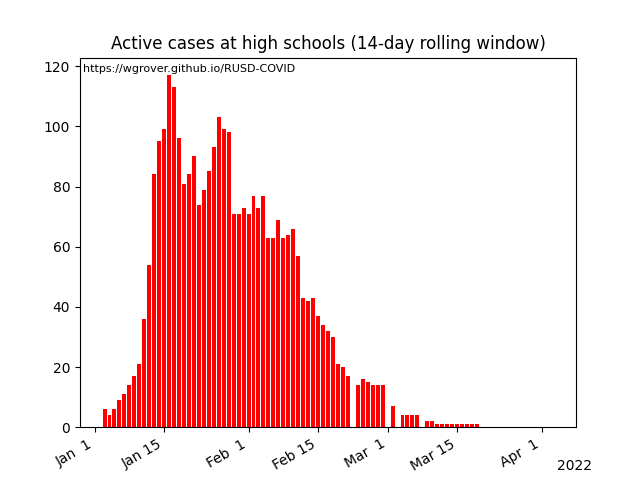 Active cases at high schools (14-day rolling window)
https://wgrover.github.io/RUSD-COVID
120
100
80
60
40
20
0
Jan 1
Jan 15
Feb 1
Feb 15
Mar 1
Mar 15
Apr 1
2022